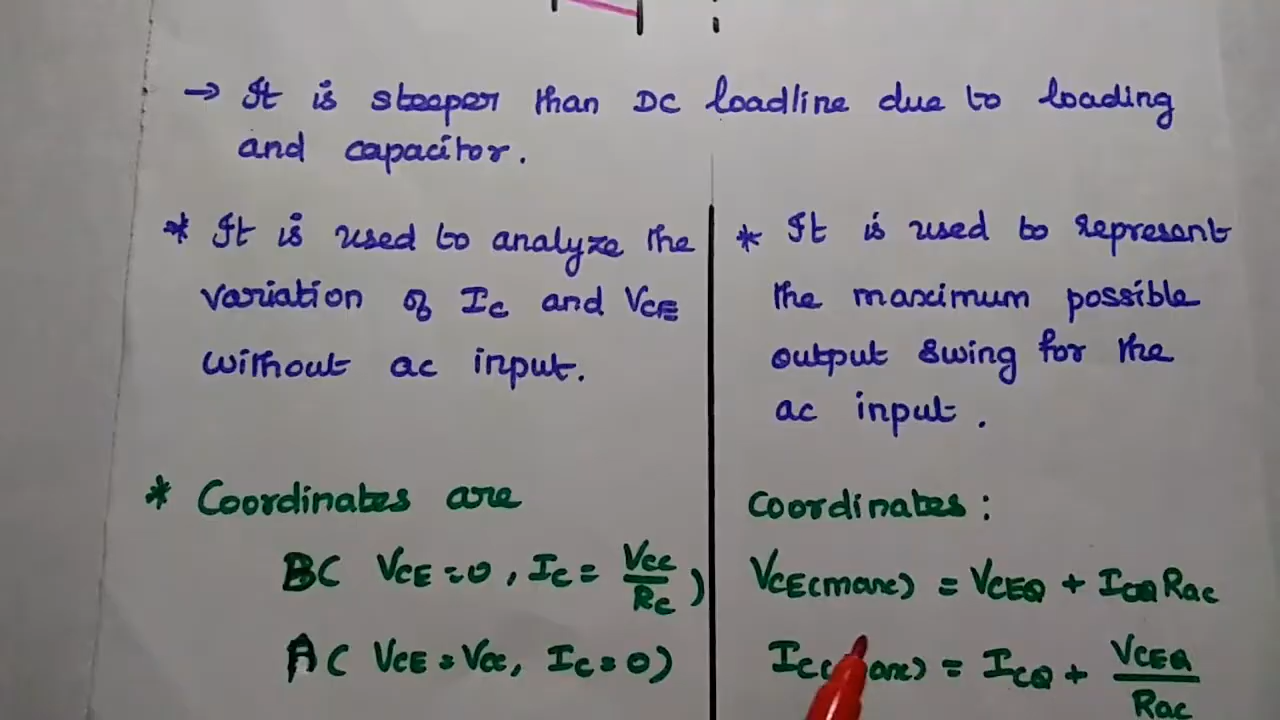 → It is steeper than DC loadline due to loading
and capacitor.
* It is used to analyze the
variation of IC and VCE
without ac input.
* Coordinates are
B( VCE = 0, IC = VCC/RC)
A( VCE = VCC, IC = 0)
* It is used to represent
the maximum possible
output swing for the
ac input.
Coordinates:
VCE(max) = VCEQ + ICQ Rac
IC(max) = ICQ + VCEQ/Rac